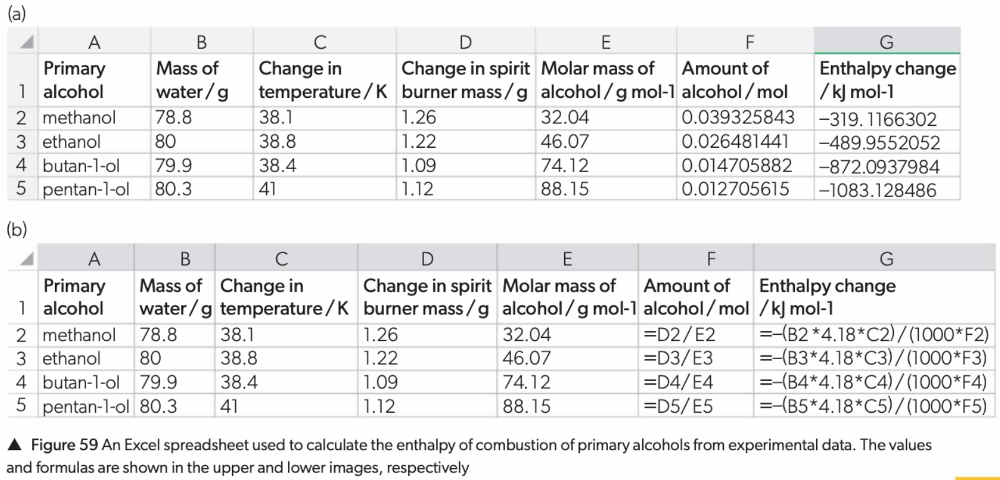 (a)
A B C D E F G
Primary Mass of Change in Change in spirit Molar mass of Amount of Enthalpy change
1 alcohol water / g temperature / K burner mass / g alcohol / g mol-1 alcohol / mol / kJ mol-1
2 methanol 78.8 38.1 1.26 32.04 0.039325843 –319. 1166302
3 ethanol 80 38.8 1.22 46.07 0.026481441 –489.9552052
4 butan-1-ol 79.9 38.4 1.09 74.12 0.014705882 –872.0937984
5 pentan-1-ol 80.3 41 1.12 88.15 0.012705615 –1083.128486
(b)
A B C D E F G
Primary Mass of Change in Change in spirit Molar mass of Amount of Enthalpy change
1 alcohol water / g temperature / K burner mass / g alcohol / g mol-1 alcohol / mol / kJ mol-1
2 methanol 78.8 38.1 1.26 32.04 =D2/E2 =–(B2*4.18*C2)/(1000*F2)
3 ethanol 80 38.8 1.22 46.07 =D3/E3 =–(B3*4.18*C3)/(1000*F3)
4 butan-1-ol 79.9 38.4 1.09 74.12 =D4/E4 =–(B4*4.18*C4)/(1000*F4)
5 pentan-1-ol 80.3 41 1.12 88.15 =D5/E5 =–(B5*4.18*C5)/(1000*F5)
▲ Figure 59 An Excel spreadsheet used to calculate the enthalpy of combustion of primary alcohols from experimental data. The values
and formulas are shown in the upper and lower images, respectively